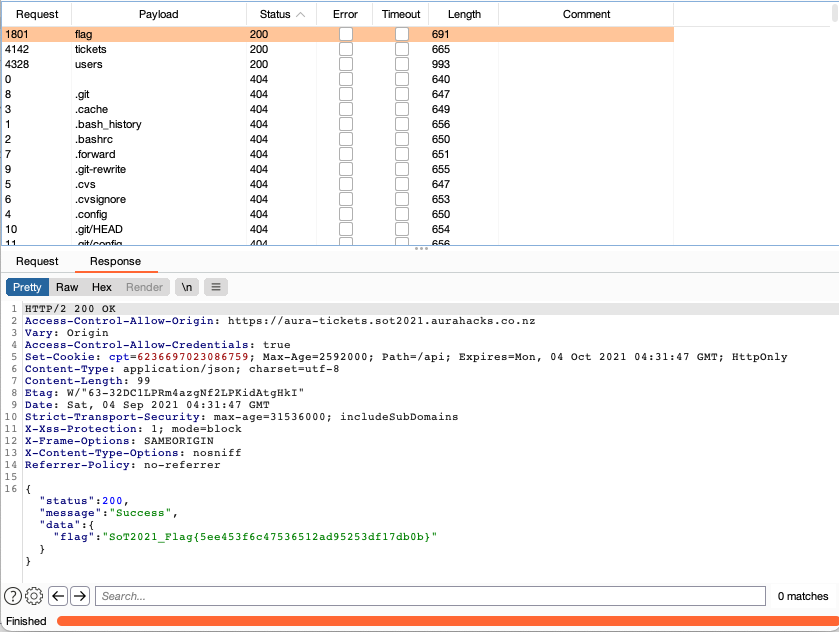 Request Payload Status Error Timeout Length Comment
1801 flag 200 691
4142 tickets 200 665
4328 users 200 993
0 404 640
8 .git 404 647
3 .cache 404 649
1 .bash_history 404 656
2 .bashrc 404 650
7 .forward 404 651
9 .git-rewrite 404 655
5 .cvs 404 647
6 .cvsignore 404 653
4 .config 404 650
10 .git/HEAD 404 654
11 .git/config 404 656
Request Response
Pretty Raw Hex Render \n
1 HTTP/2 200 OK
2 Access-Control-Allow-Origin: https://aura-tickets.sot2021.aurahacks.co.nz
3 Vary: Origin
4 Access-Control-Allow-Credentials: true
5 Set-Cookie: cpt=6236697023086759; Max-Age=2592000; Path=/api; Expires=Mon, 04 Oct 2021 04:31:47 GMT; HttpOnly
6 Content-Type: application/json; charset=utf-8
7 Content-Length: 99
8 Etag: W/"63-32DC1LPRm4azgNf2LPKidAtgHkI"
9 Date: Sat, 04 Sep 2021 04:31:47 GMT
10 Strict-Transport-Security: max-age=31536000; includeSubDomains
11 X-Xss-Protection: 1; mode=block
12 X-Frame-Options: SAMEORIGIN
13 X-Content-Type-Options: nosniff
14 Referrer-Policy: no-referrer
15
16 {
"status":200,
"message":"Success",
"data":{
"flag":"SoT2021_Flag{5ee453f6c47536512ad95253df17db0b}"
}
}
? Search... 0 matches
Finished